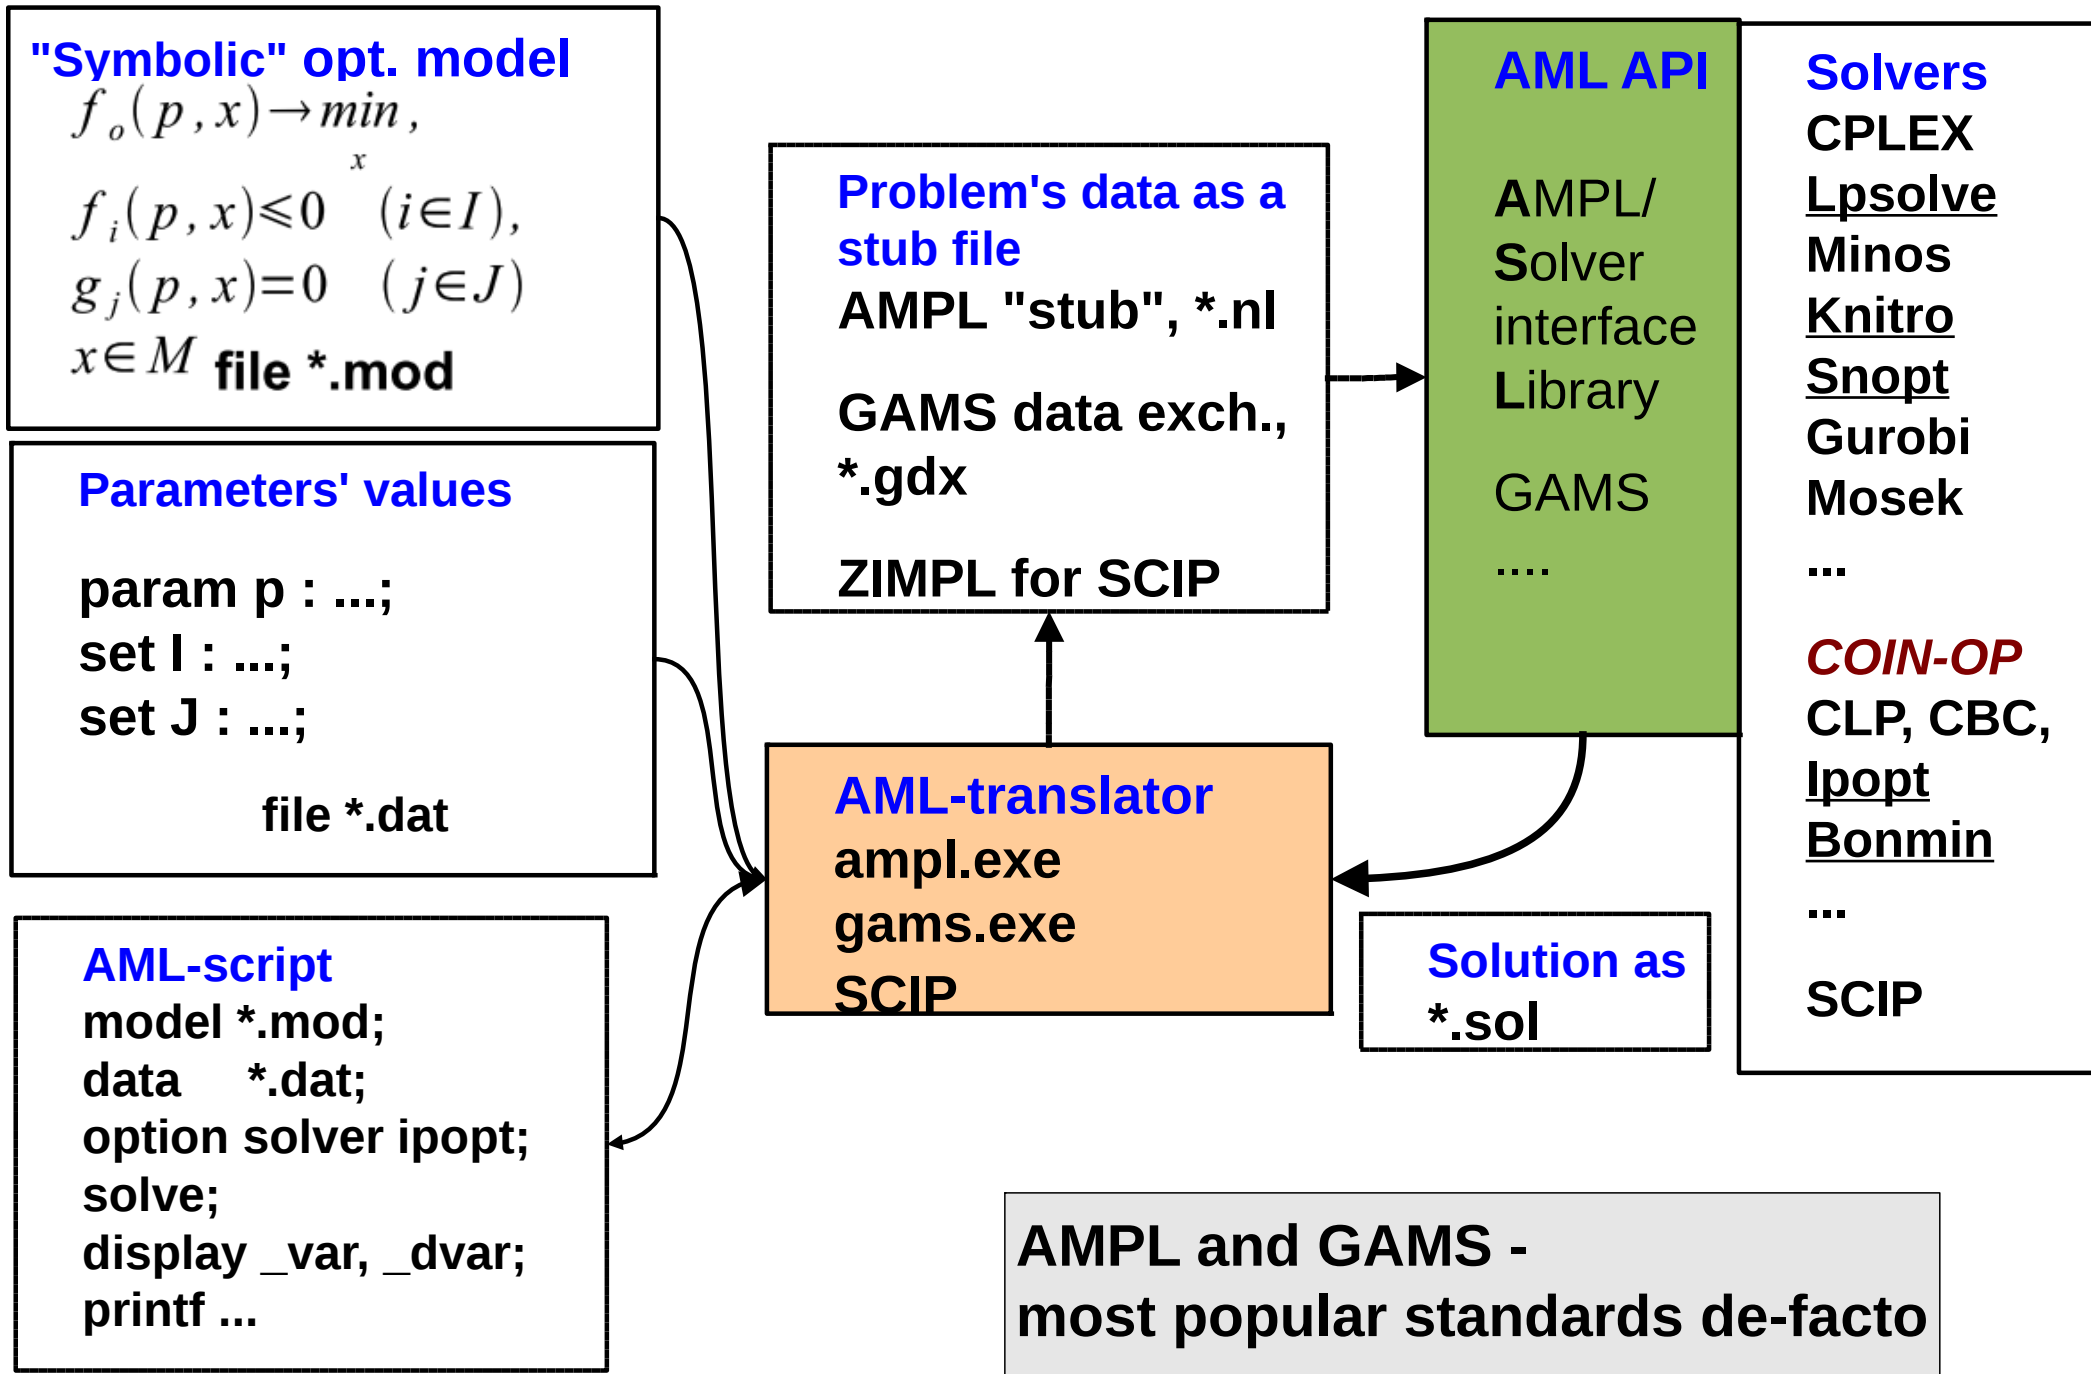 "Symbolic" opt. model
f_o(p, x) → min,
x
f_i(p, x) ⩽ 0 (i ∈ I),
g_j(p, x) = 0 (j ∈ J)
x ∈ M file *.mod
Parameters' values
param p : ...;
set I : ...;
set J : ...;
file *.dat
AML-script
model *.mod;
data *.dat;
option solver ipopt;
solve;
display _var, _dvar;
printf ...
Problem's data as a
stub file
AMPL "stub", *.nl
GAMS data exch.,
*.gdx
ZIMPL for SCIP
AML-translator
ampl.exe
gams.exe
SCIP
AML API
AMPL/
Solver
interface
Library
GAMS
....
Solution as
*.sol
Solvers
CPLEX
Lpsolve
Minos
Knitro
Snopt
Gurobi
Mosek
...
COIN-OP
CLP, CBC,
Ipopt
Bonmin
...
SCIP
AMPL and GAMS -
most popular standards de-facto